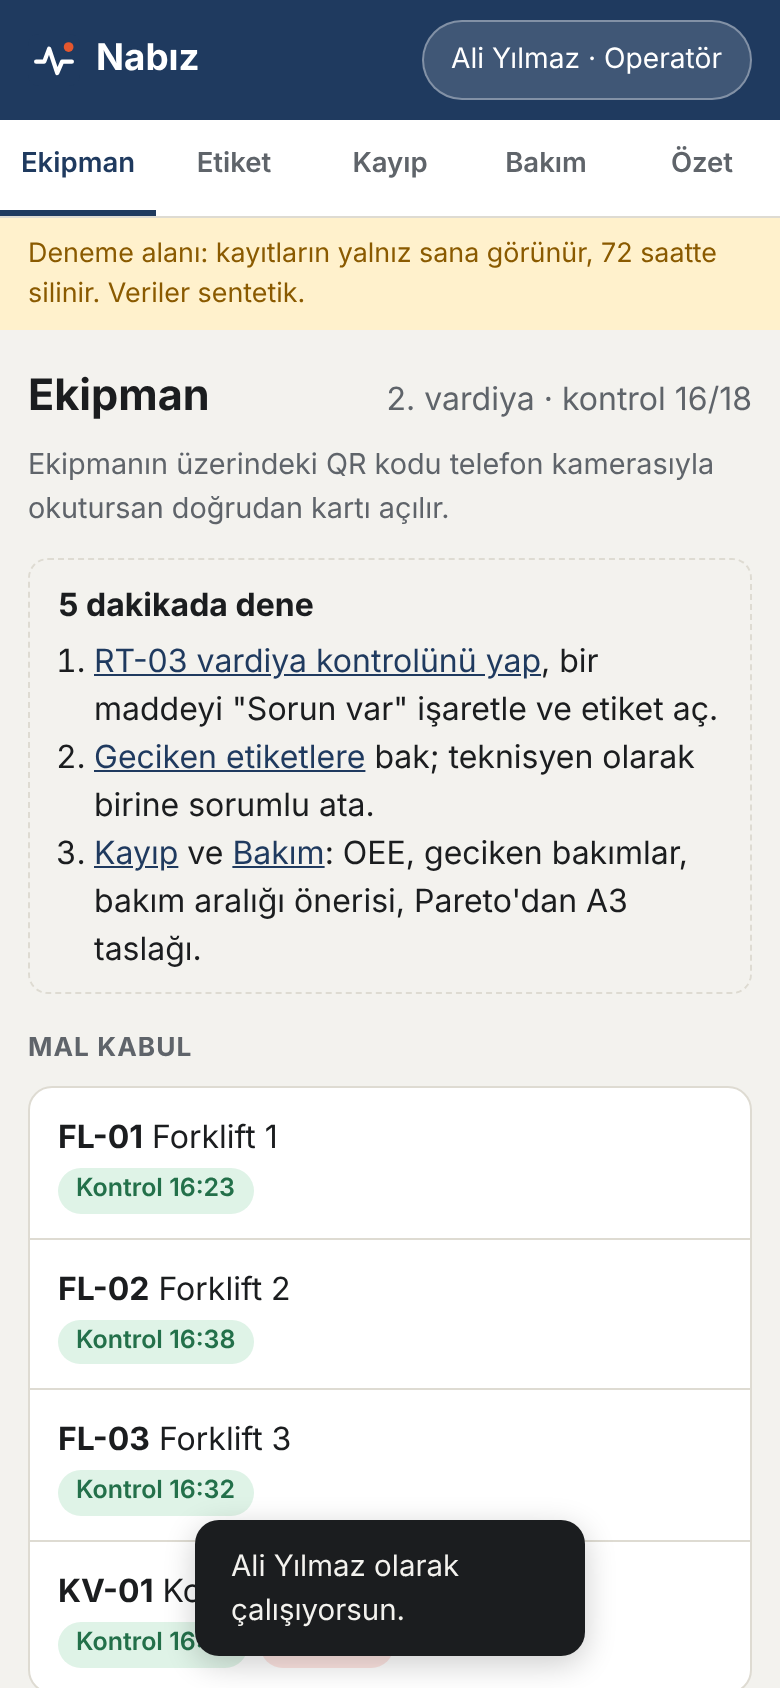 Nabız
Ali Yılmaz · Operatör
Ekipman
Etiket
Kayıp
Bakım
Özet
Deneme alanı: kayıtların yalnız sana görünür, 72 saatte
silinir. Veriler sentetik.
Ekipman
2. vardiya · kontrol 16/18
Ekipmanın üzerindeki QR kodu telefon kamerasıyla
okutursan doğrudan kartı açılır.
5 dakikada dene
1. RT-03 vardiya kontrolünü yap, bir
maddeyi "Sorun var" işaretle ve etiket aç.
2. Geciken etiketlere bak; teknisyen olarak
birine sorumlu ata.
3. Kayıp ve Bakım: OEE, geciken bakımlar,
bakım aralığı önerisi, Pareto'dan A3
taslağı.
MAL KABUL
FL-01 Forklift 1
Kontrol 16:23
FL-02 Forklift 2
Kontrol 16:38
FL-03 Forklift 3
Kontrol 16:32
KV-01
Kontrol
Ali Yılmaz olarak
çalışıyorsun.